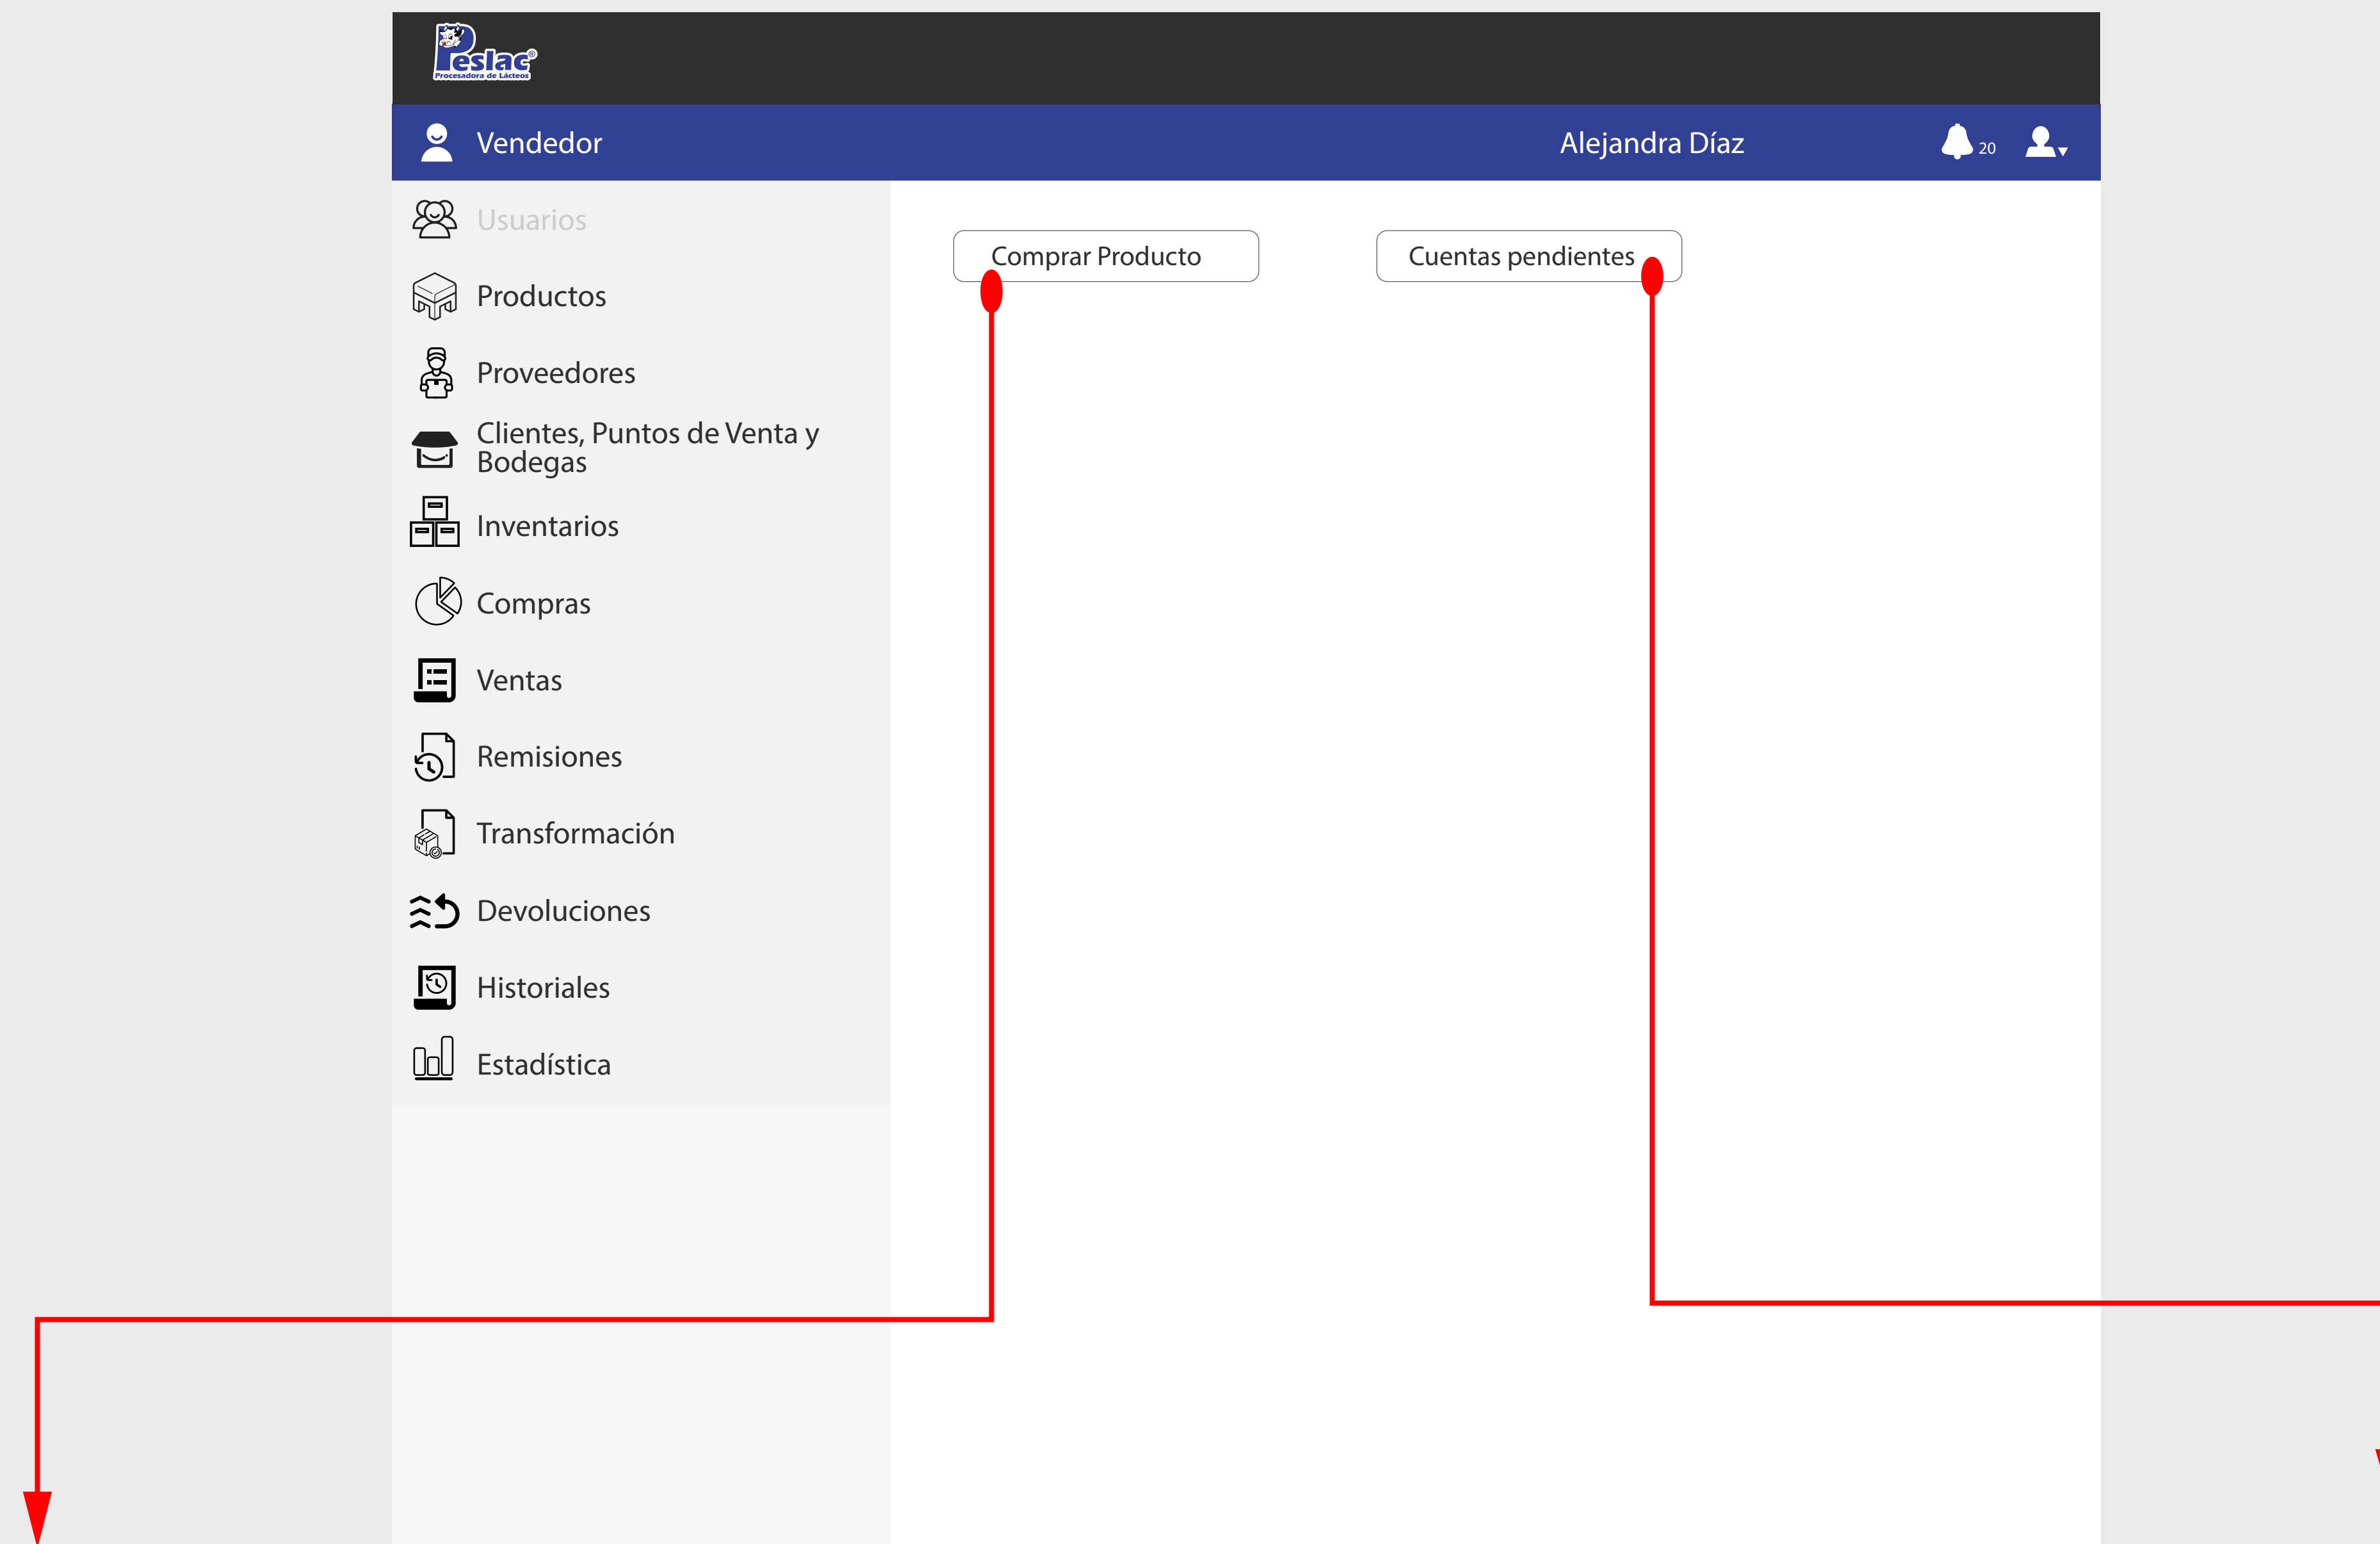 Peslac®
Procesadora de Lácteos
Vendedor
Alejandra Díaz
20
Usuarios
Productos
Proveedores
Clientes, Puntos de Venta y
Bodegas
Inventarios
Compras
Ventas
Remisiones
Transformación
Devoluciones
Historiales
Estadística
Comprar Producto
Cuentas pendientes